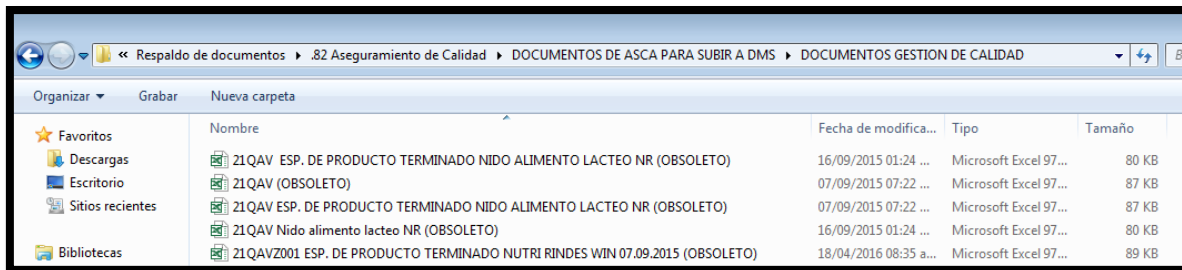 « Respaldo de documentos ▸ .82 Aseguramiento de Calidad ▸ DOCUMENTOS DE ASCA PARA SUBIR A DMS ▸ DOCUMENTOS GESTION DE CALIDAD B
Organizar Grabar Nueva carpeta
Favoritos Nombre Fecha de modifica... Tipo Tamaño
Descargas 21QAV  ESP. DE PRODUCTO TERMINADO NIDO ALIMENTO LACTEO NR (OBSOLETO) 16/09/2015 01:24 ... Microsoft Excel 97... 80 KB
Escritorio 21QAV (OBSOLETO) 07/09/2015 07:22 ... Microsoft Excel 97... 87 KB
Sitios recientes 21QAV ESP. DE PRODUCTO TERMINADO NIDO ALIMENTO LACTEO NR (OBSOLETO) 07/09/2015 07:22 ... Microsoft Excel 97... 87 KB
21QAV Nido alimento lacteo NR (OBSOLETO) 16/09/2015 01:24 ... Microsoft Excel 97... 80 KB
Bibliotecas 21QAVZ001 ESP. DE PRODUCTO TERMINADO NUTRI RINDES WIN 07.09.2015 (OBSOLETO) 18/04/2016 08:35 a... Microsoft Excel 97... 89 KB